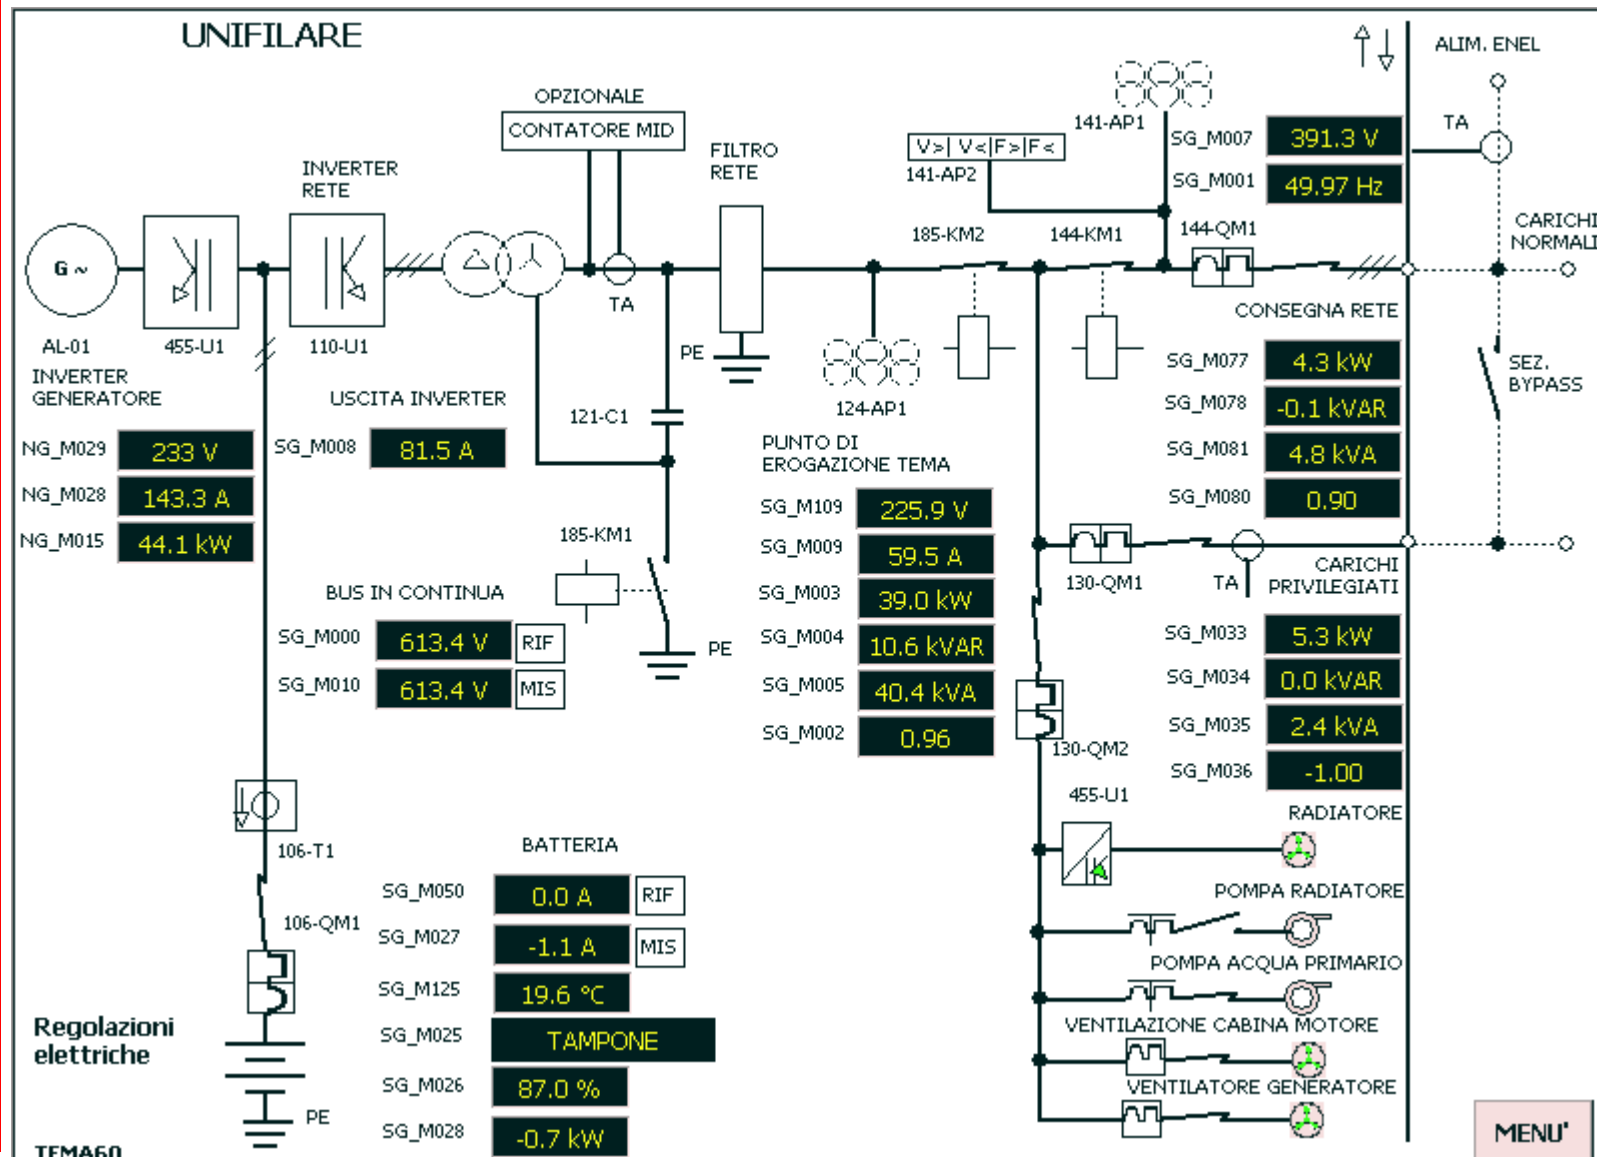 UNIFILARE
ALIM. ENEL
TA
OPZIONALE
CONTATORE MID
141-AP1
SG_M007 391.3 V
SG_M001 49.97 Hz
V>| V<|F>|F<
141-AP2
FILTRO
RETE
INVERTER
RETE
185-KM2
144-KM1
144-QM1
CARICHI
NORMALI
G ~
TA
AL-01
455-U1
110-U1
PE
CONSEGNA RETE
INVERTER
GENERATORE
USCITA INVERTER
121-C1
124-AP1
SG_M077 4.3 kW
SG_M078 -0.1 kVAR
SG_M081 4.8 kVA
SG_M080 0.90
SEZ.
BYPASS
NG_M029 233 V
NG_M028 143.3 A
NG_M015 44.1 kW
SG_M008 81.5 A
PUNTO DI
EROGAZIONE TEMA
SG_M109 225.9 V
SG_M009 59.5 A
SG_M003 39.0 kW
SG_M004 10.6 kVAR
SG_M005 40.4 kVA
SG_M002 0.96
185-KM1
PE
130-QM1
TA
CARICHI
PRIVILEGIATI
BUS IN CONTINUA
SG_M000 613.4 V RIF
SG_M010 613.4 V MIS
SG_M033 5.3 kW
SG_M034 0.0 kVAR
SG_M035 2.4 kVA
SG_M036 -1.00
130-QM2
455-U1
RADIATORE
106-T1
106-QM1
BATTERIA
SG_M050 0.0 A RIF
SG_M027 -1.1 A MIS
SG_M125 19.6 °C
SG_M025 TAMPONE
SG_M026 87.0 %
SG_M028 -0.7 kW
POMPA RADIATORE
POMPA ACQUA PRIMARIO
VENTILAZIONE CABINA MOTORE
VENTILATORE GENERATORE
Regolazioni
elettriche
PE
TEMA60
MENU'